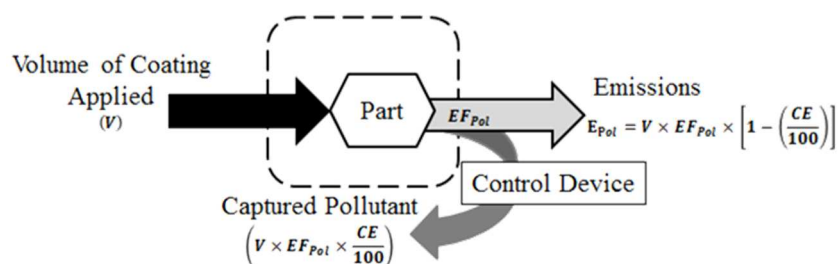 Volume of Coating
Applied
(V)
Part
EF_Pol
Emissions
E_Pol = V × EF_Pol × [1 − (CE/100)]
Control Device
Captured Pollutant
(V × EF_Pol × CE/100)